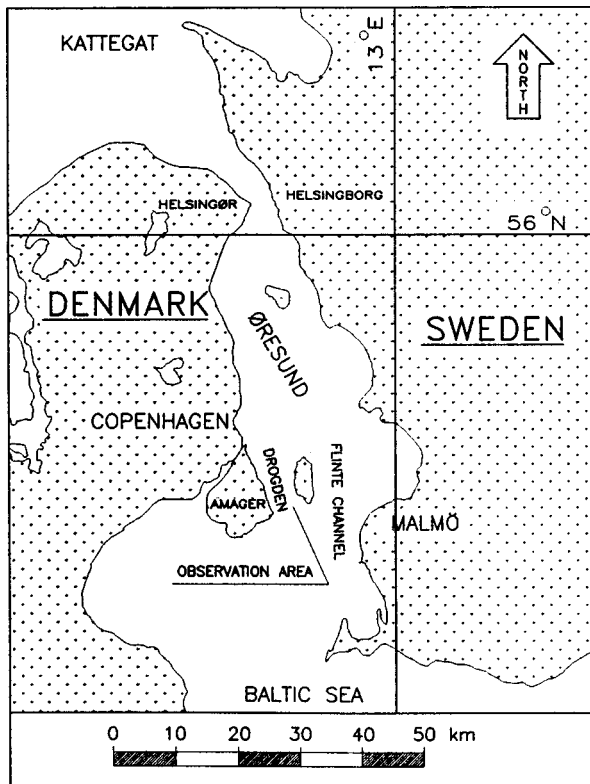 KATTEGAT
13°E
NORTH
HELSINGØR
HELSINGBORG
56°N
DENMARK
ØRESUND
SWEDEN
COPENHAGEN
DROGDEN
FLINTE CHANNEL
AMAGER
MALMÖ
OBSERVATION AREA
BALTIC SEA
0 10 20 30 40 50 km